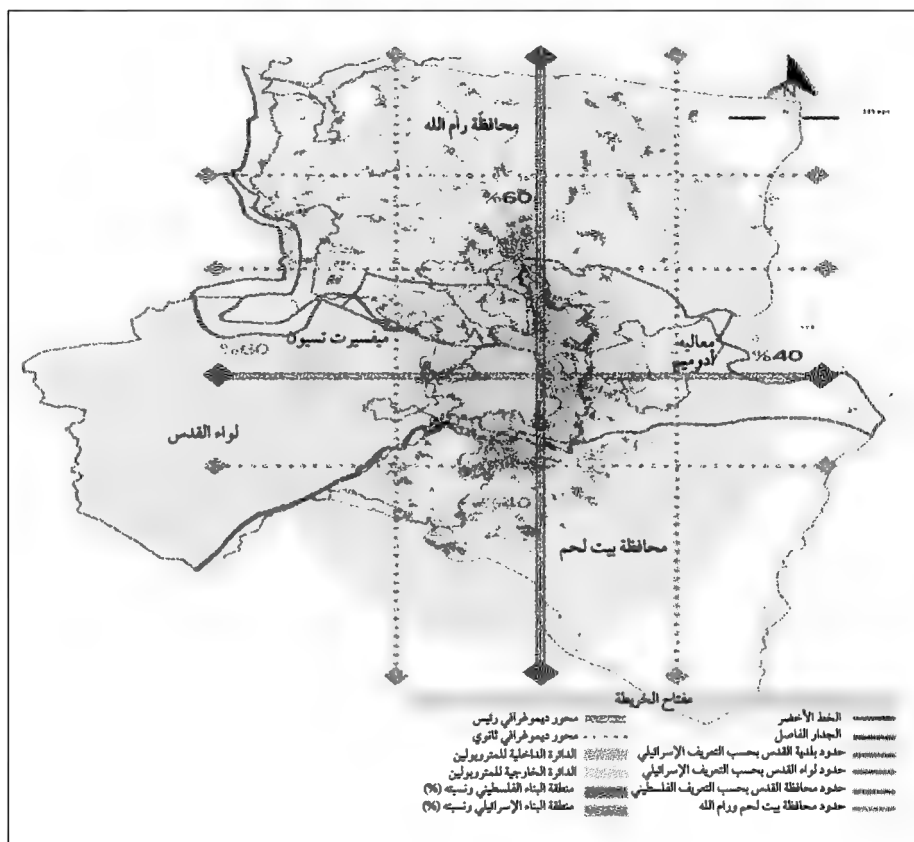 محافظة رام الله
N
%60
ميفسيرت تسيون
%60
معاليه
أدوميم
%40
لواء القدس
%40
محافظة بيت لحم
مفتاح الخريطة
الخط الأخضر
الجدار الفاصل
حدود بلدية القدس بحسب التعريف الإسرائيلي
حدود لواء القدس بحسب التعريف الإسرائيلي
حدود محافظة القدس بحسب التعريف الفلسطيني
حدود محافظة بيت لحم ورام الله
محور ديموغرافي رئيس
محور ديموغرافي ثانوي
الدائرة الداخلية للمتروبولين
الدائرة الخارجية للمتروبولين
منطقة البناء الفلسطيني ونسبته (%)
منطقة البناء الإسرائيلي ونسبته (%)